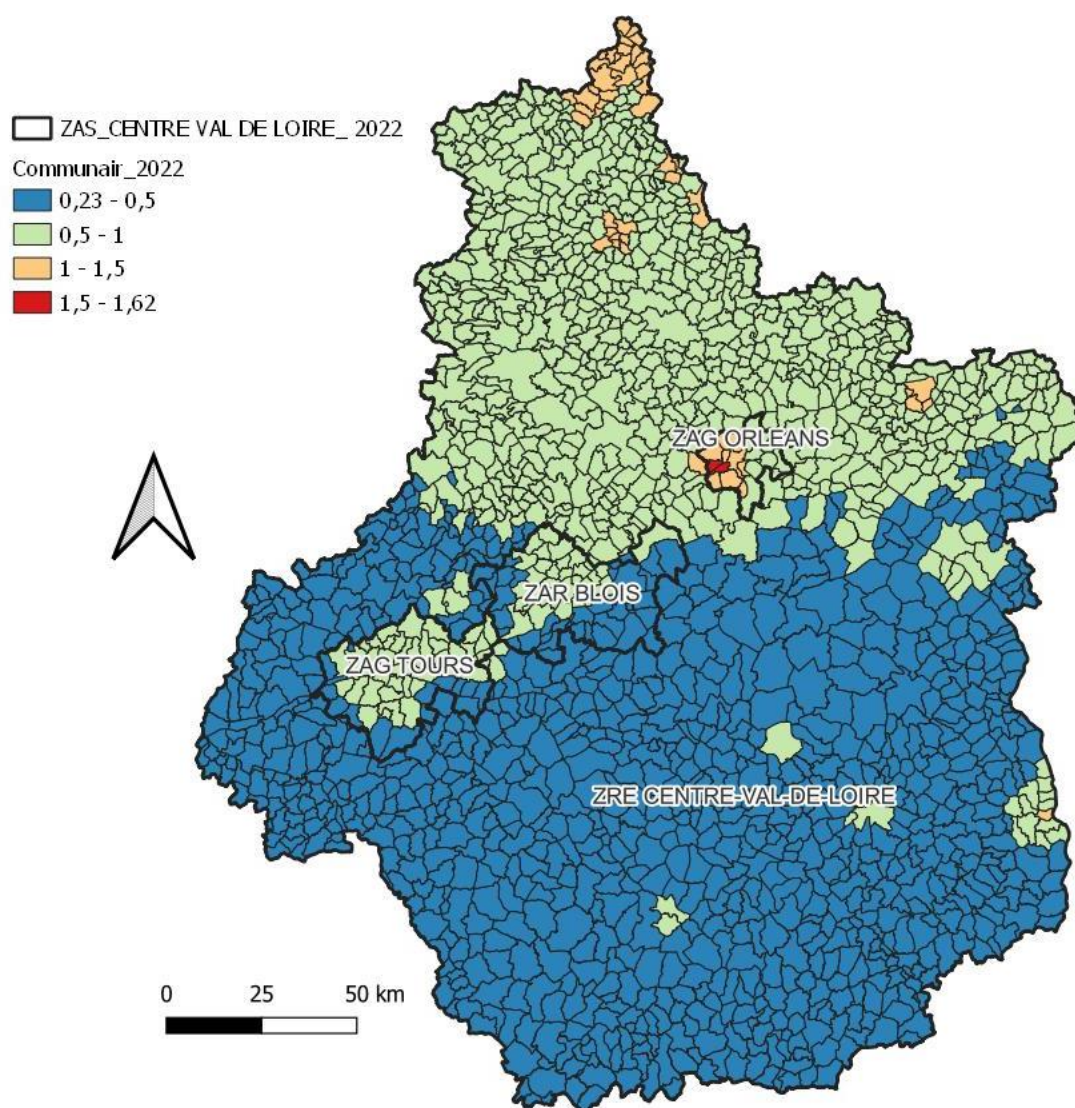 ZAS_CENTRE VAL DE LOIRE_ 2022
Communair_2022
0,23 - 0,5
0,5 - 1
1 - 1,5
1,5 - 1,62
ZAG ORLEANS
ZAR BLOIS
ZAG TOURS
ZRE CENTRE-VAL-DE-LOIRE
0 25 50 km